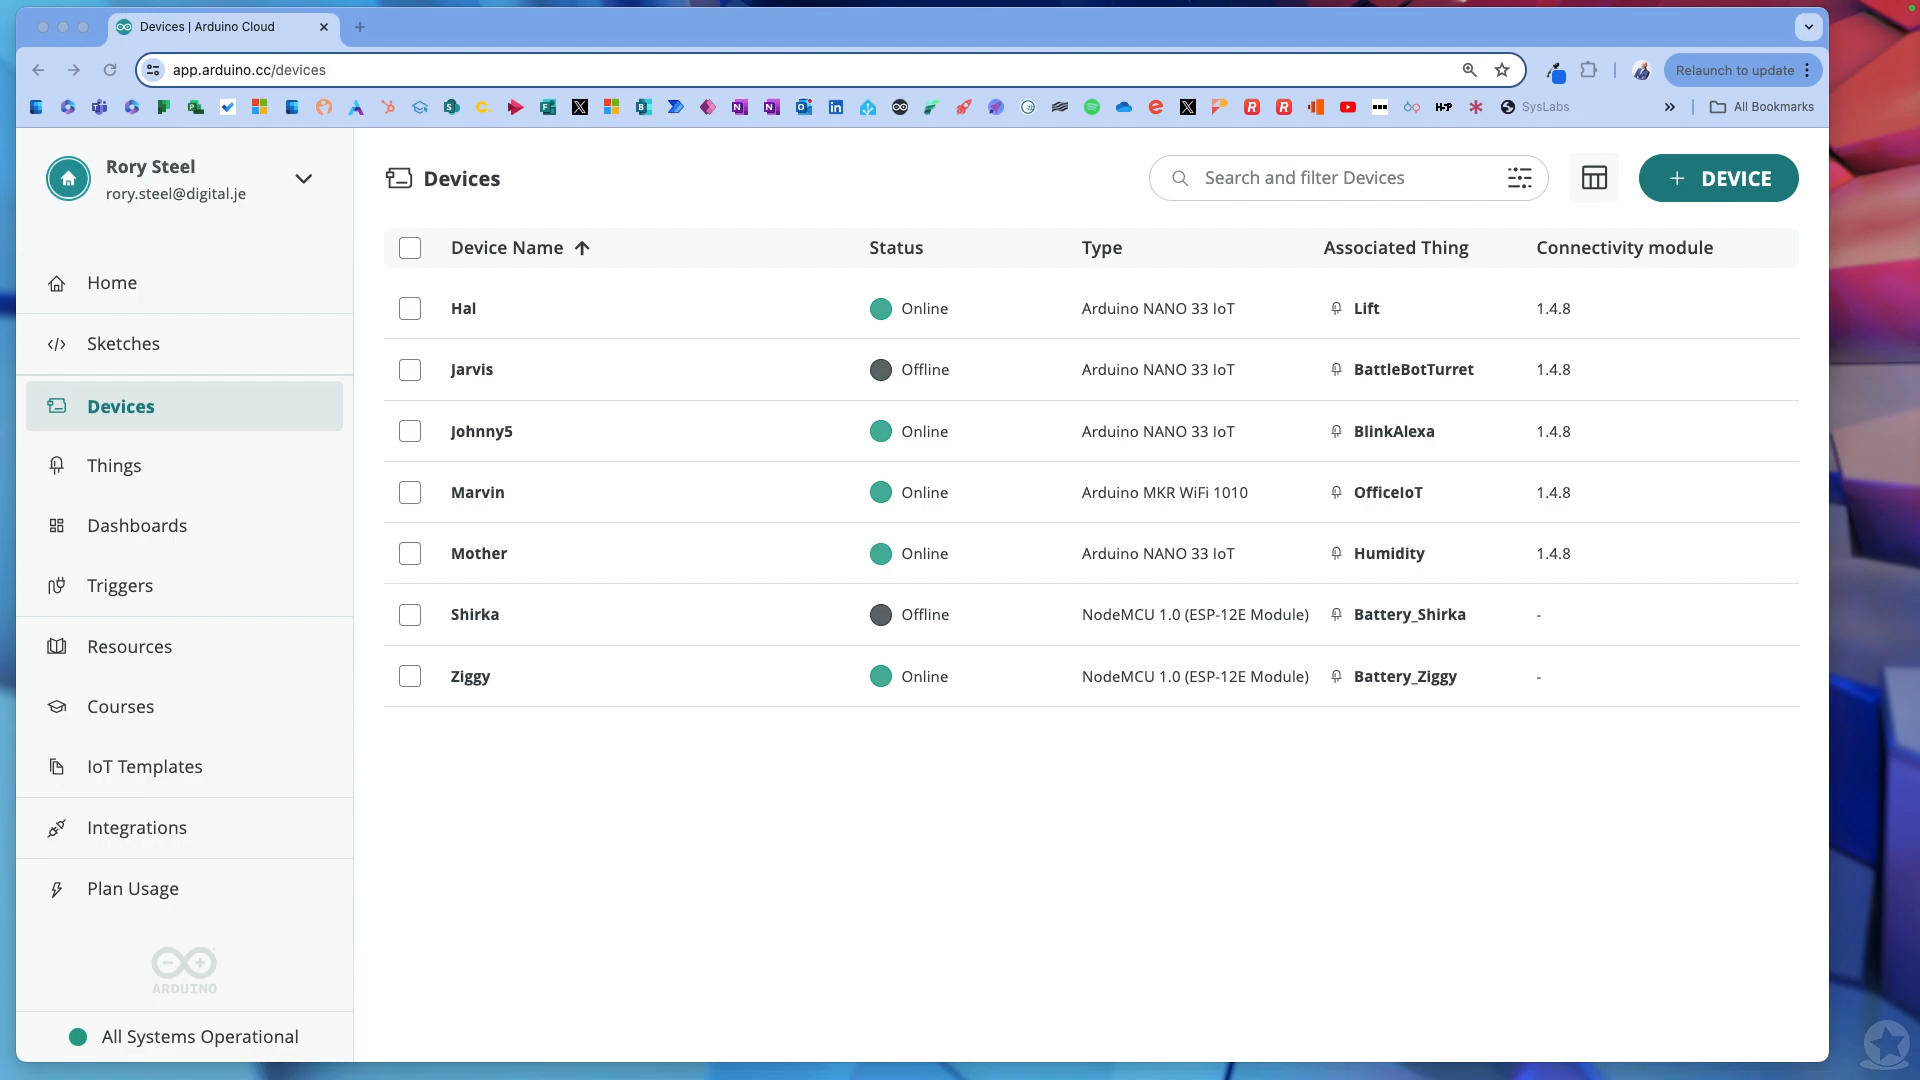 Devices | Arduino Cloud
app.arduino.cc/devices
Relaunch to update
SysLabs
All Bookmarks
Rory Steel
rory.steel@digital.je
Devices
Search and filter Devices
+ DEVICE
Device Name Status Type Associated Thing Connectivity module
Home
Hal Online Arduino NANO 33 IoT Lift 1.4.8
Sketches
Jarvis Offline Arduino NANO 33 IoT BattleBotTurret 1.4.8
Devices
Johnny5 Online Arduino NANO 33 IoT BlinkAlexa 1.4.8
Things
Marvin Online Arduino MKR WiFi 1010 OfficeIoT 1.4.8
Dashboards
Mother Online Arduino NANO 33 IoT Humidity 1.4.8
Triggers
Shirka Offline NodeMCU 1.0 (ESP-12E Module) Battery_Shirka -
Resources
Ziggy Online NodeMCU 1.0 (ESP-12E Module) Battery_Ziggy -
Courses
IoT Templates
Integrations
Plan Usage
ARDUINO
All Systems Operational